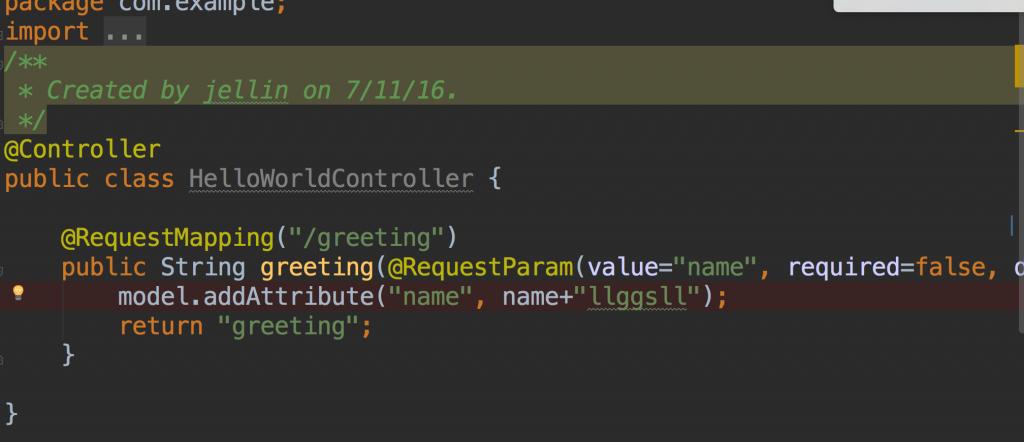 package com.example;
import ...
/**
 * Created by jellin on 7/11/16.
 */
@Controller
public class HelloWorldController {
    @RequestMapping("/greeting")
    public String greeting(@RequestParam(value="name", required=false,
        model.addAttribute("name", name+"llggsll");
        return "greeting";
    }
}